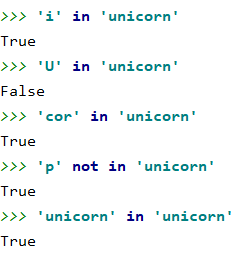 >>> 'i' in 'unicorn'
True
>>> 'U' in 'unicorn'
False
>>> 'cor' in 'unicorn'
True
>>> 'p' not in 'unicorn'
True
>>> 'unicorn' in 'unicorn'
True